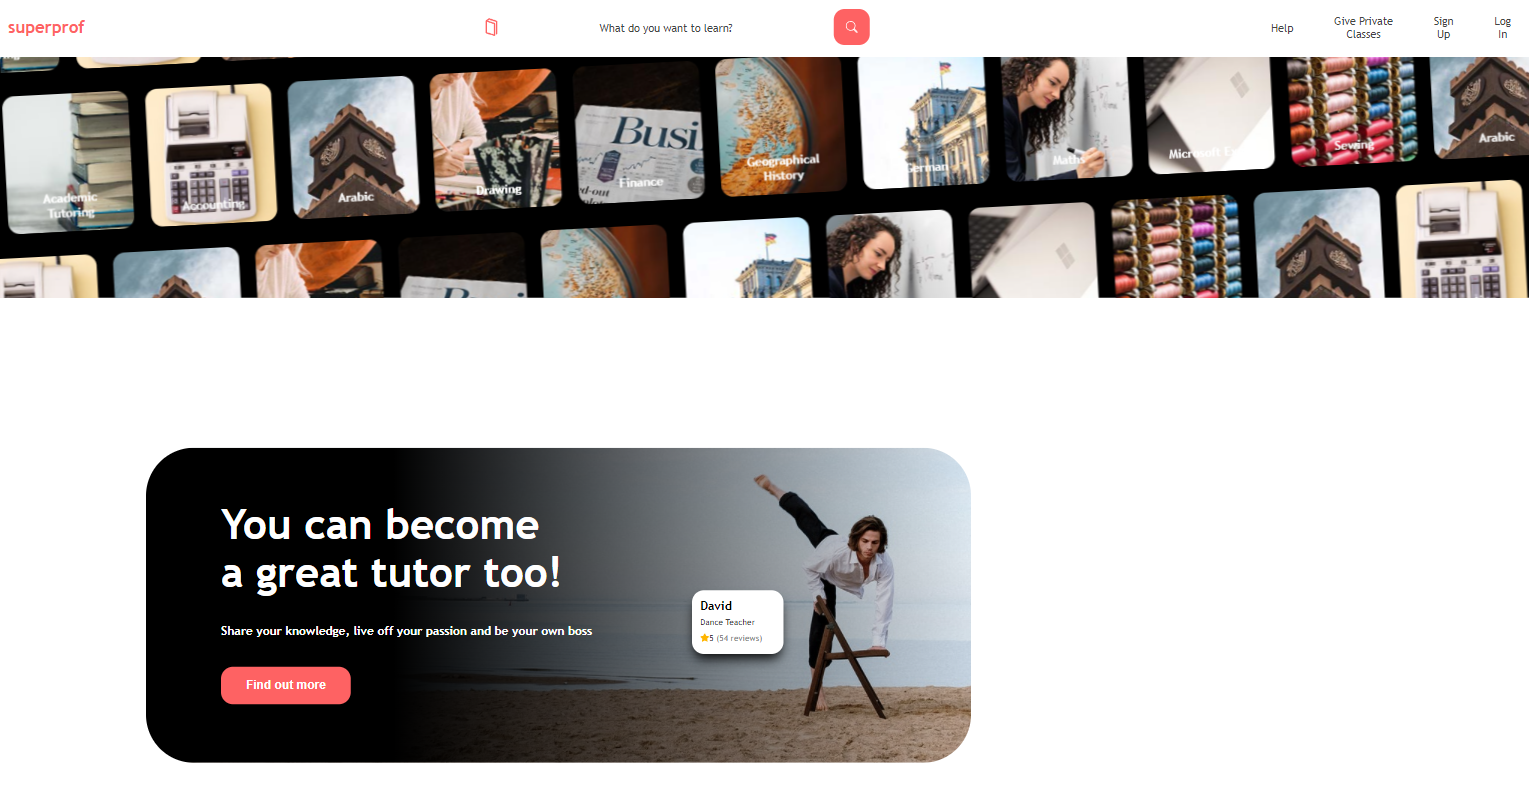 superprof
What do you want to learn?
Help
Give Private
Classes
Sign
Up
Log
In
Academic
Tutoring
Accounting
Arabic
Drawing
Busi
Finance
Geographical
History
German
Maths
Microsoft E
Sewing
Arabic
You can become
a great tutor too!
Share your knowledge, live off your passion and be your own boss
Find out more
David
Dance Teacher
5 (54 reviews)